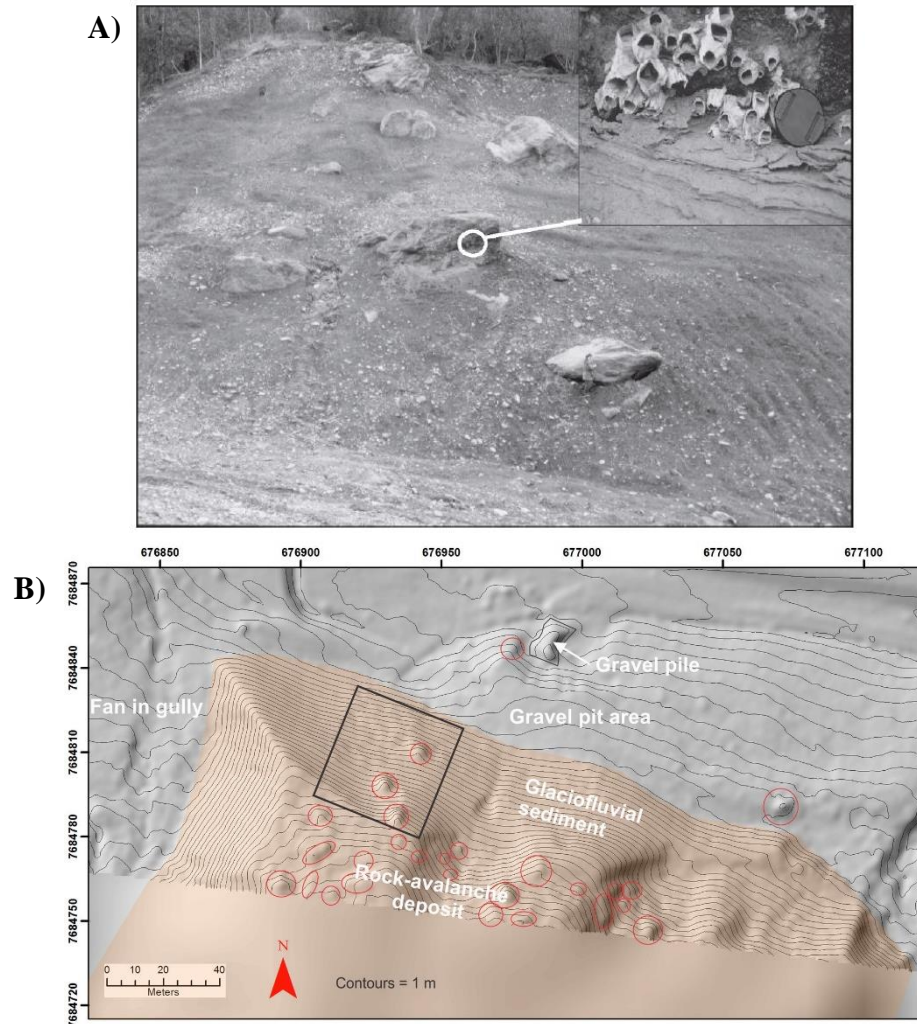 A)
B)
676850 676900 676950 677000 677050 677100
7684870
7684840
7684810
7684780
7684750
7684720
Gravel pile
Fan in gully
Gravel pit area
Glaciofluvial
sediment
Rock-avalanche
deposit
N
0 10 20 40
Meters
Contours = 1 m